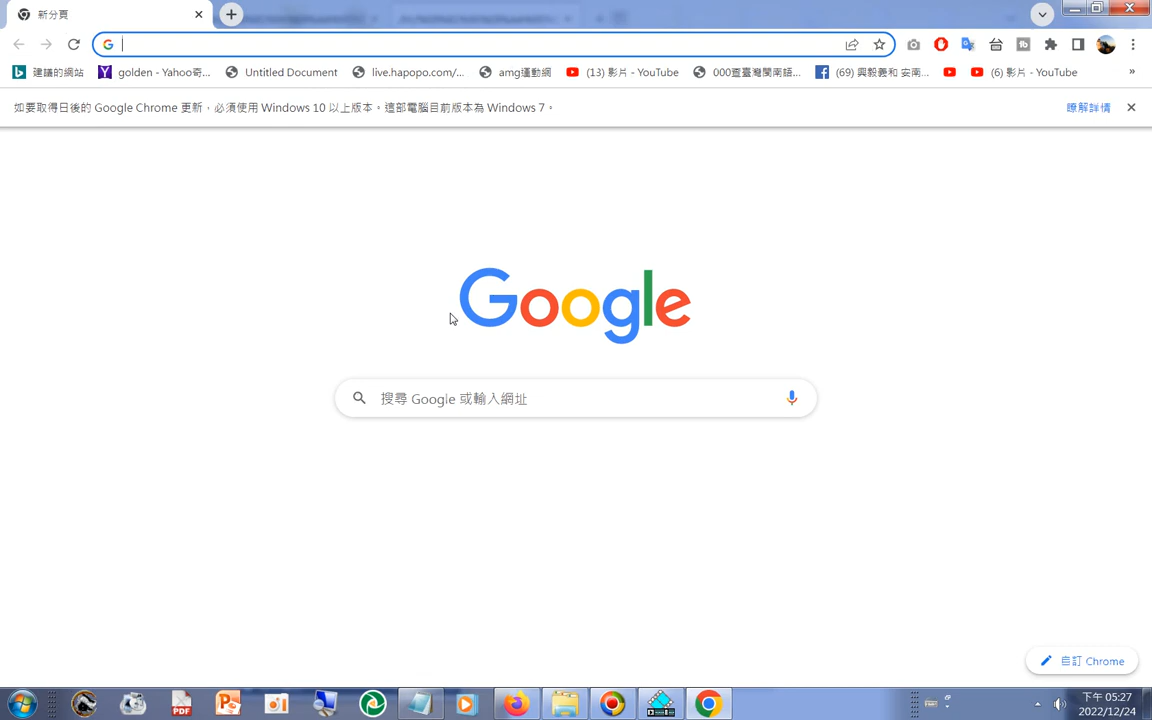 新分頁
建議的網站
golden - Yahoo奇...
Untitled Document
live.hapopo.com/...
amg運動網
(13) 影片 - YouTube
000查臺灣閩南語...
(69) 興毅義和 安南...
(6) 影片 - YouTube
»
如要取得日後的 Google Chrome 更新，必須使用 Windows 10 以上版本。這部電腦目前版本為 Windows 7。
瞭解詳情
Google
搜尋 Google 或輸入網址
自訂 Chrome
下午 05:27
2022/12/24